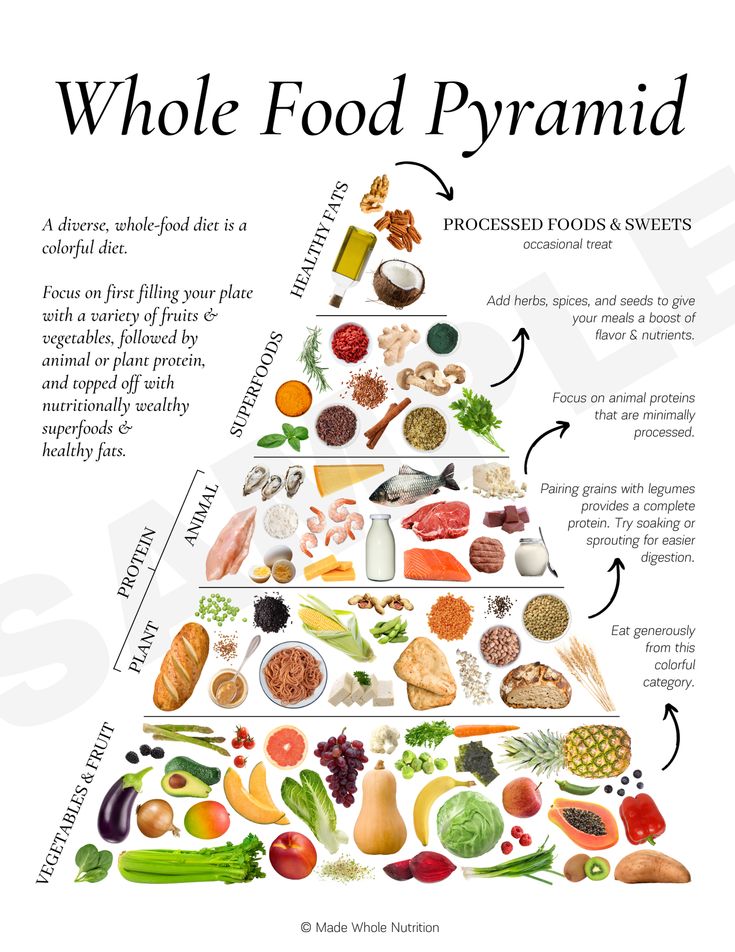 Whole Food Pyramid
A diverse, whole-food diet is a
colorful diet.
Focus on first filling your plate
with a variety of fruits &
vegetables, followed by
animal or plant protein,
and topped off with
nutritionally wealthy
superfoods &
healthy fats.
HEALTHY FATS
PROCESSED FOODS & SWEETS
occasional treat
SUPERFOODS
Add herbs, spices, and seeds to give
your meals a boost of
flavor & nutrients.
PROTEIN
ANIMAL
Focus on animal proteins
that are minimally
processed.
PLANT
Pairing grains with legumes
provides a complete
protein. Try soaking or
sprouting for easier
digestion.
VEGETABLES & FRUIT
Eat generously
from this
colorful
category.
SAMPLE
© Made Whole Nutrition